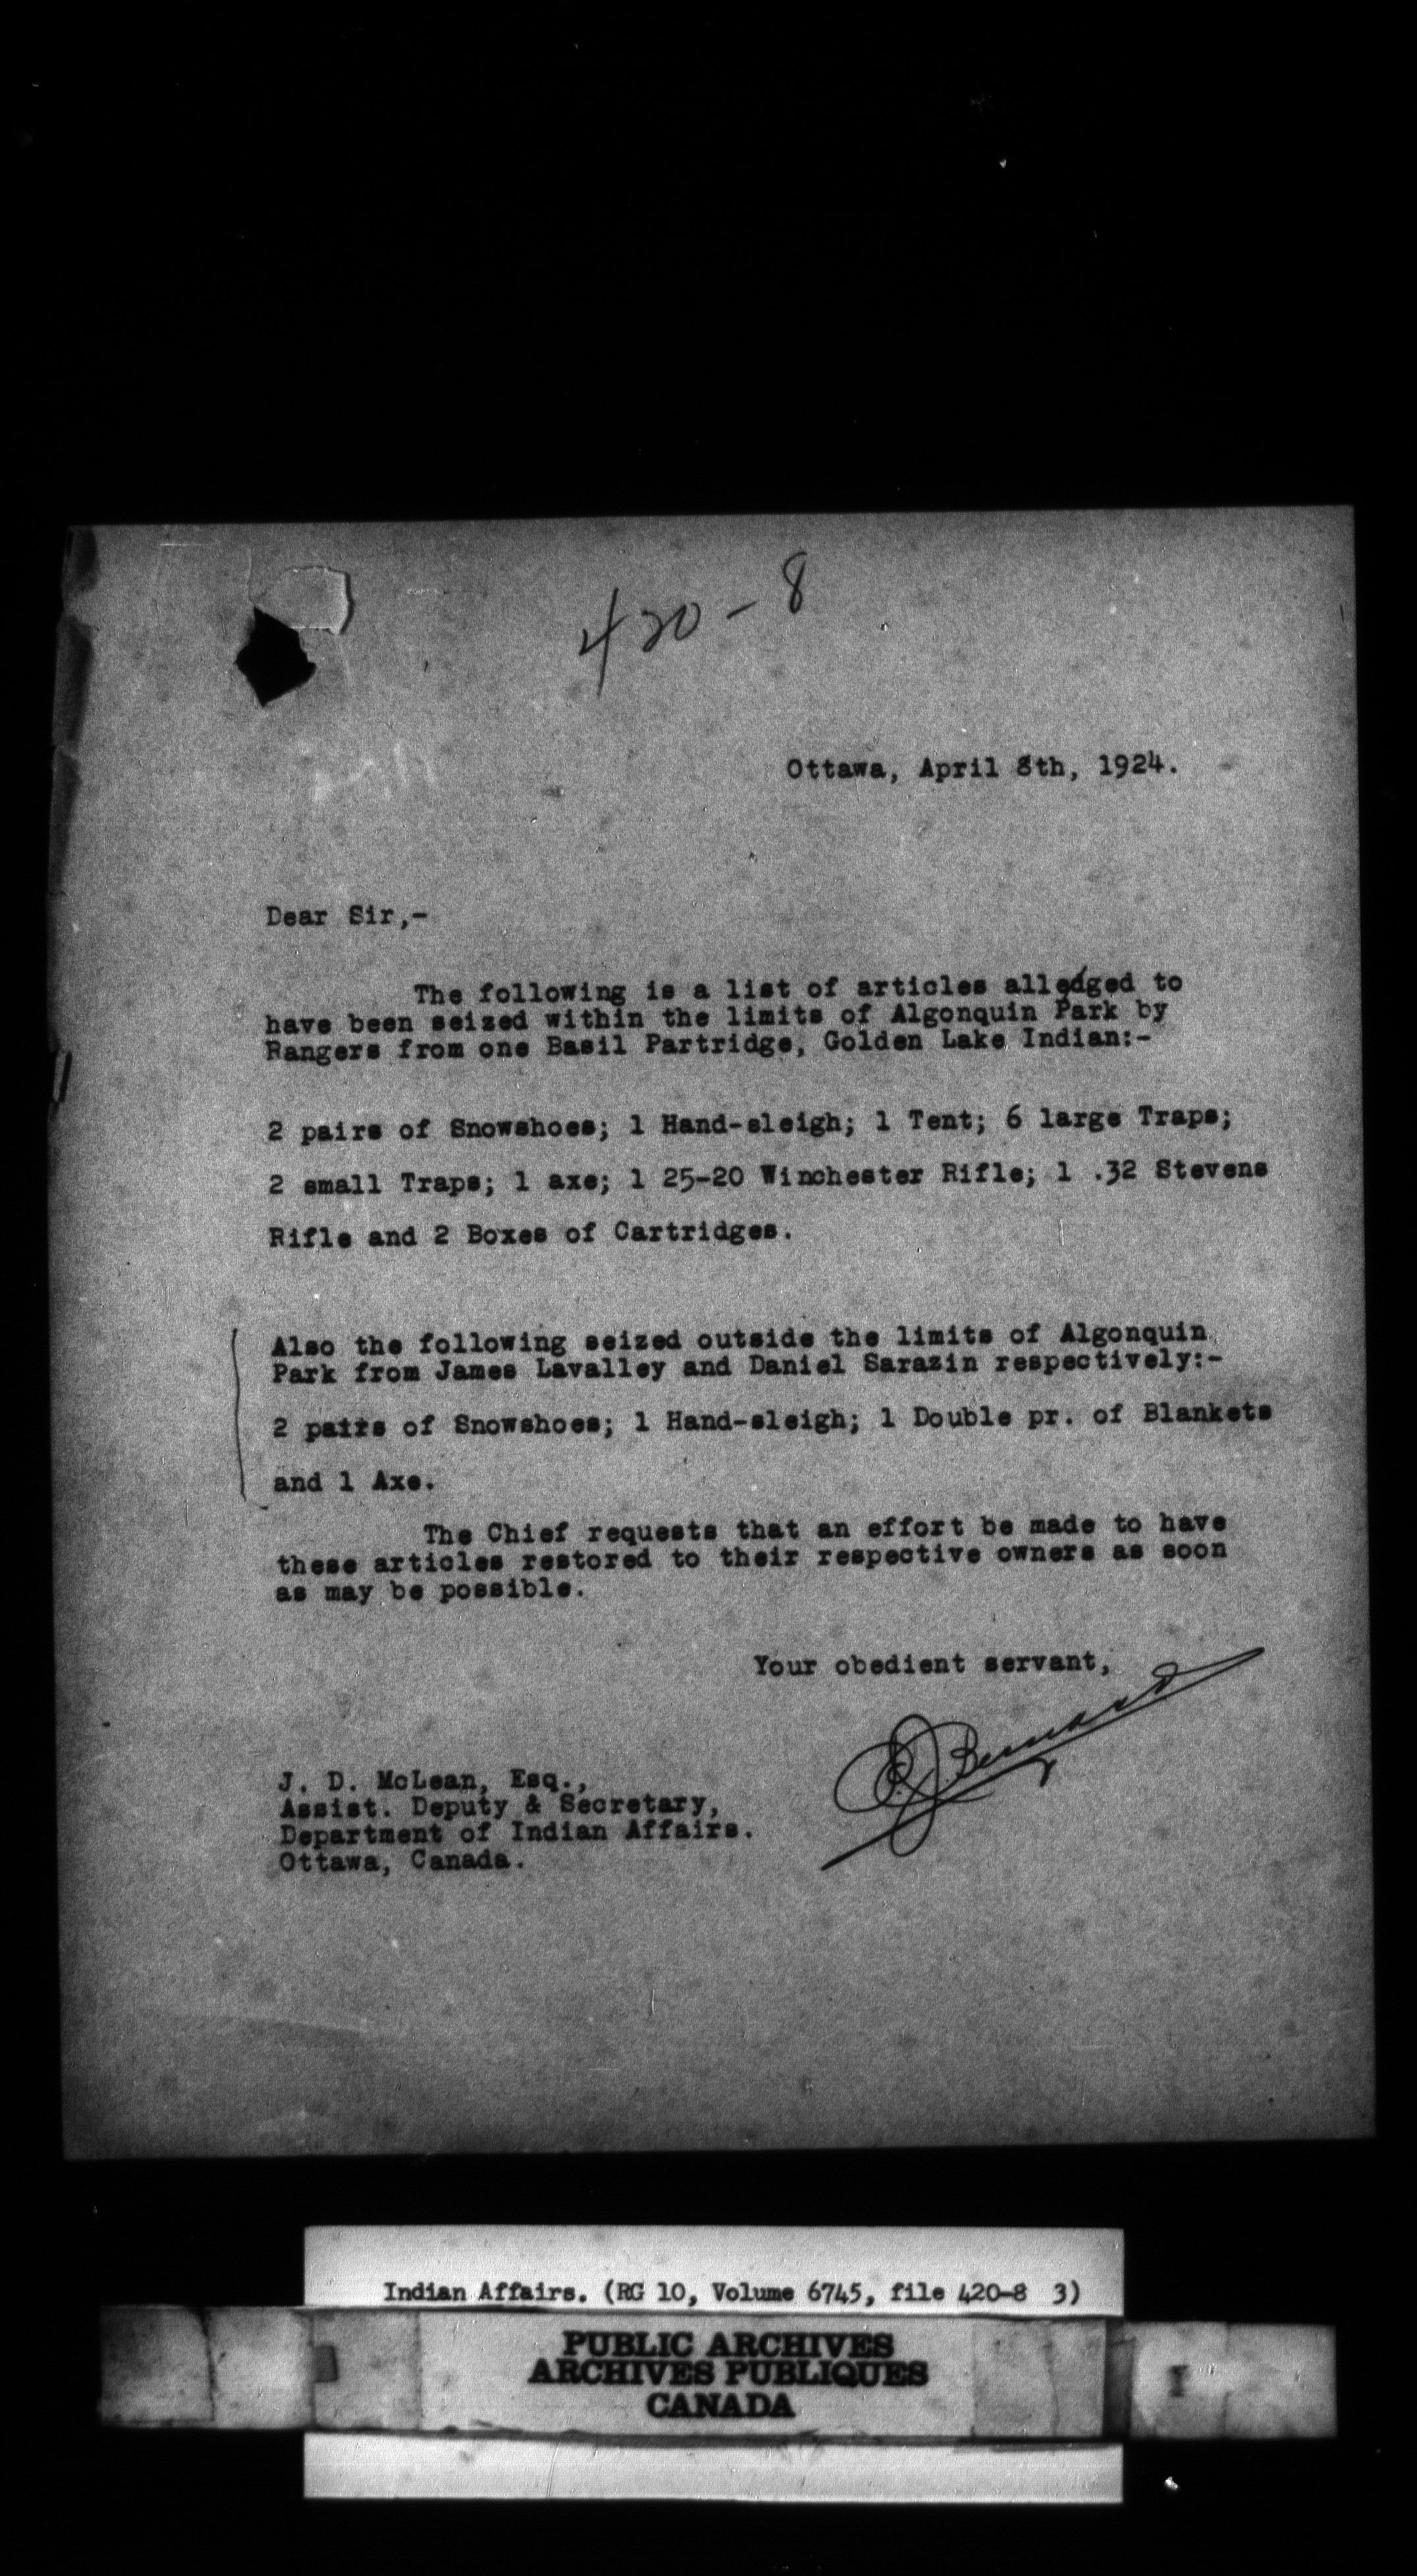 420-8
Ottawa, April 8th, 1924.
Dear Sir,-
The following is a list of articles alledged to
have been seized within the limits of Algonquin Park by
Rangers from one Basil Partridge, Golden Lake Indian:-
2 pairs of Snowshoes; 1 Hand-sleigh; 1 Tent; 6 large Traps;
2 small Traps; 1 axe; 1 25-20 Winchester Rifle; 1 .32 Stevens
Rifle and 2 Boxes of Cartridges.
Also the following seized outside the limits of Algonquin
Park from James Lavalley and Daniel Sarazin respectively:-
2 pairs of Snowshoes; 1 Hand-sleigh; 1 Double pr. of Blankets
and 1 Axe.
The Chief requests that an effort be made to have
these articles restored to their respective owners as soon
as may be possible.
Your obedient servant,
E. J. Bernard
J. D. McLean, Esq.,
Assist. Deputy & Secretary,
Department of Indian Affairs.
Ottawa, Canada.
Indian Affairs. (RG 10, Volume 6745, file 420-8 3)
PUBLIC ARCHIVES
ARCHIVES PUBLIQUES
CANADA